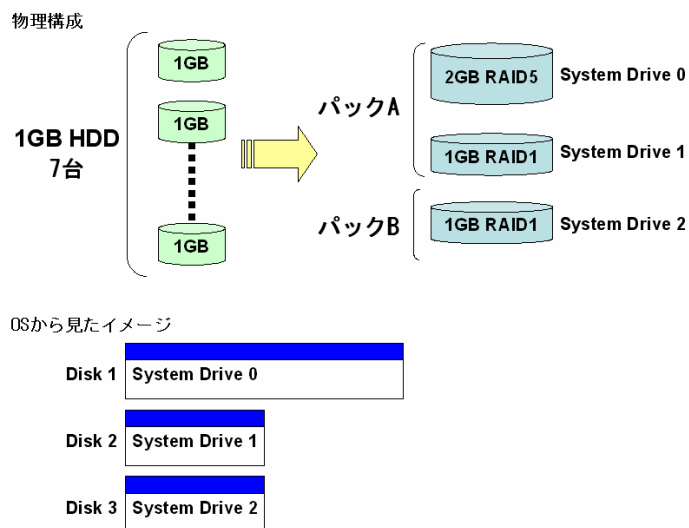 物理構成
1GB HDD
7台
1GB
1GB
1GB
パックA
2GB RAID5
System Drive 0
1GB RAID1
System Drive 1
パックB
1GB RAID1
System Drive 2
OSから見たイメージ
Disk 1
System Drive 0
Disk 2
System Drive 1
Disk 3
System Drive 2